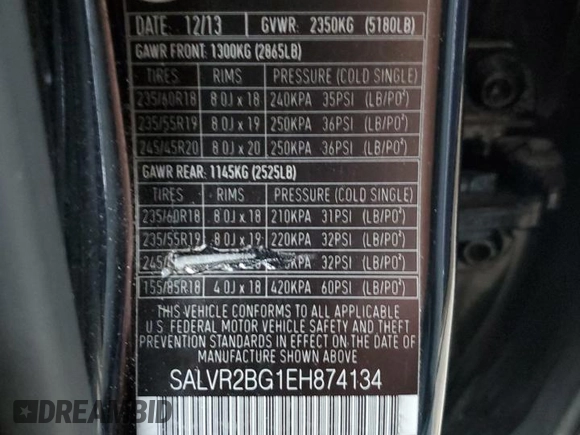 DATE: 12/13 GVWR: 2350KG (5180LB)
GAWR FRONT: 1300KG (2865LB)
TIRES RIMS PRESSURE (COLD SINGLE)
235/60R18 8.0J x 18 240KPA 35PSI (LB/PO²)
235/55R19 8.0J x 19 250KPA 36PSI (LB/PO²)
245/45R20 8.0J x 20 250KPA 36PSI (LB/PO²)
GAWR REAR: 1145KG (2525LB)
TIRES RIMS PRESSURE (COLD SINGLE)
235/60R18 8.0J x 18 210KPA 31PSI (LB/PO²)
235/55R19 8.0J x 19 220KPA 32PSI (LB/PO²)
32PSI (LB/PO²)
155/85R18 4.0J x 18 420KPA 60PSI (LB/PO²)
THIS VEHICLE CONFORMS TO ALL APPLICABLE
U.S. FEDERAL MOTOR VEHICLE SAFETY AND THEFT
PREVENTION STANDARDS IN EFFECT ON THE DATE OF
MANUFACTURE SHOWN ABOVE
SALVR2BG1EH874134
DREAMBID